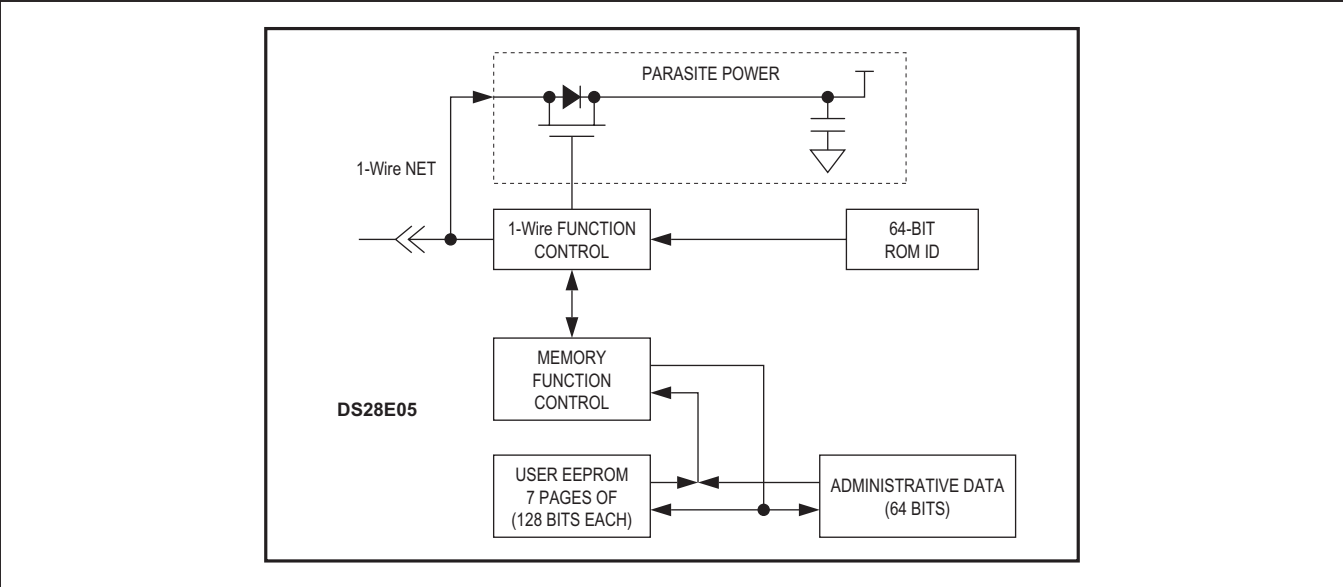 PARASITE POWER
1-Wire NET
1-Wire FUNCTION
CONTROL
64-BIT
ROM ID
MEMORY
FUNCTION
CONTROL
DS28E05
USER EEPROM
7 PAGES OF
(128 BITS EACH)
ADMINISTRATIVE DATA
(64 BITS)